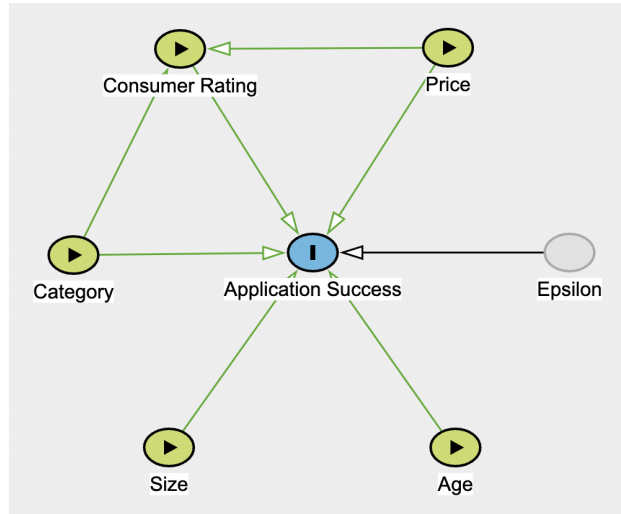 Consumer Rating
Price
Category
Application Success
Epsilon
Size
Age